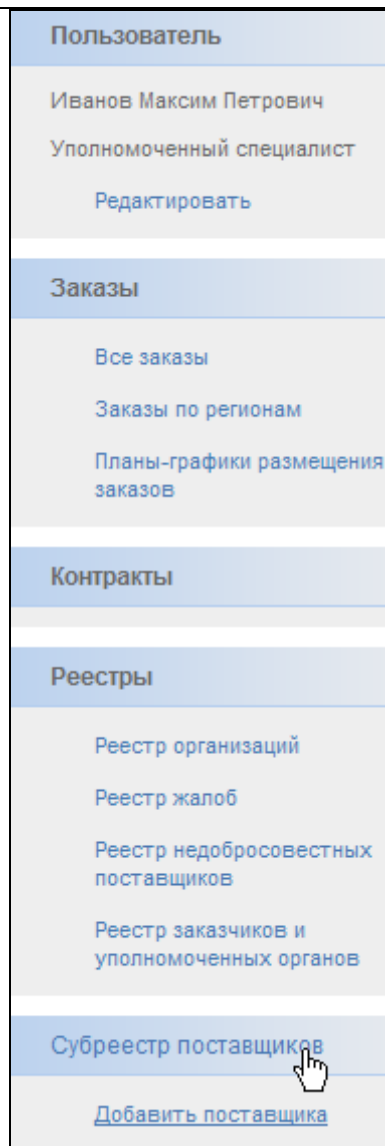 Пользователь
Иванов Максим Петрович
Уполномоченный специалист
Редактировать
Заказы
Все заказы
Заказы по регионам
Планы-графики размещения
заказов
Контракты
Реестры
Реестр организаций
Реестр жалоб
Реестр недобросовестных
поставщиков
Реестр заказчиков и
уполномоченных органов
Субреестр поставщиков
Добавить поставщика